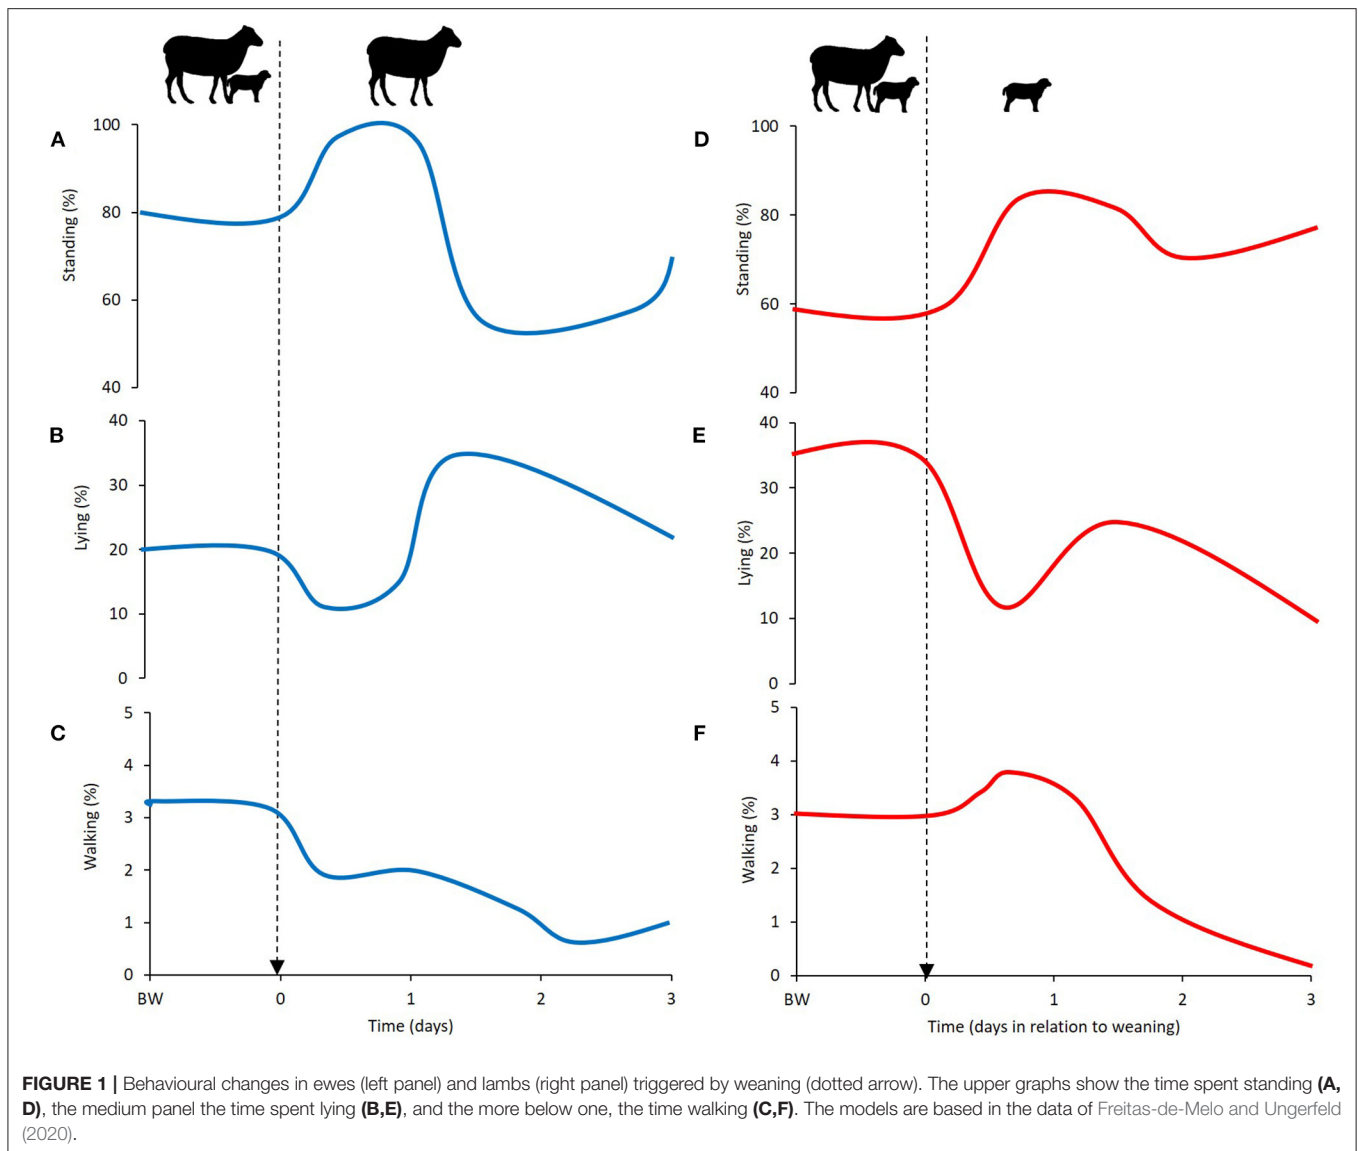 A
100
80
60
40
Standing (%)
B
40
30
20
10
0
Lying (%)
C
5
4
3
2
1
0
Walking (%)
BW 0 1 2 3
Time (days)
D
100
80
60
40
Standing (%)
E
40
30
20
10
0
Lying (%)
F
5
4
3
2
1
0
Walking (%)
BW 0 1 2 3
Time (days in relation to weaning)
FIGURE 1 | Behavioural changes in ewes (left panel) and lambs (right panel) triggered by weaning (dotted arrow). The upper graphs show the time spent standing (A,
D), the medium panel the time spent lying (B,E), and the more below one, the time walking (C,F). The models are based in the data of Freitas-de-Melo and Ungerfeld
(2020).